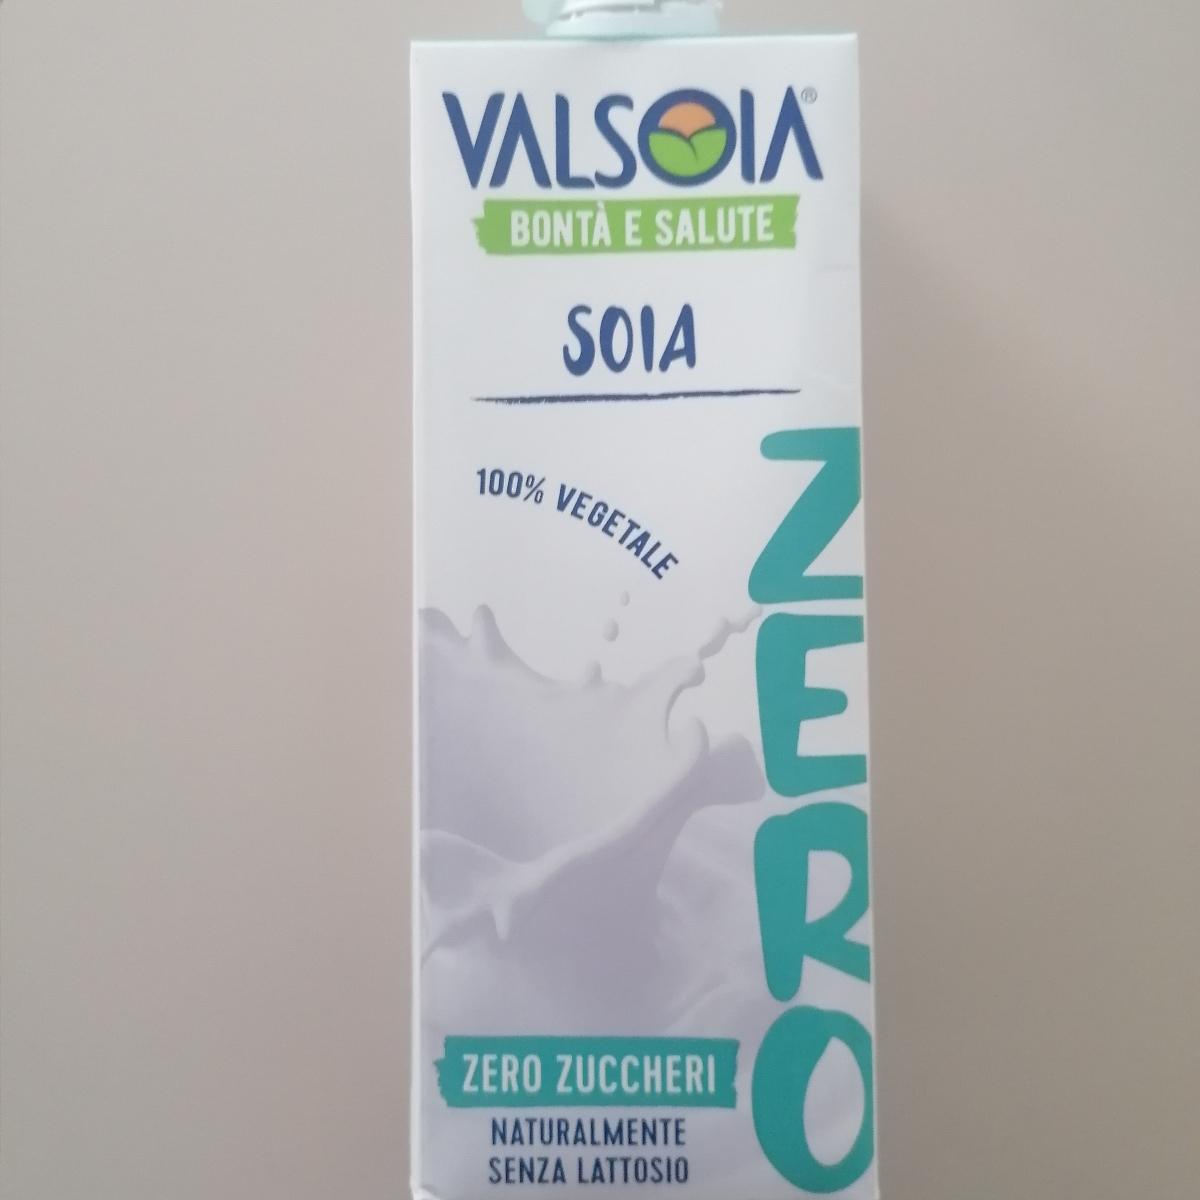 VALSOIA®
BONTÀ E SALUTE
SOIA
100% VEGETALE
ZERO
ZERO ZUCCHERI
NATURALMENTE
SENZA LATTOSIO